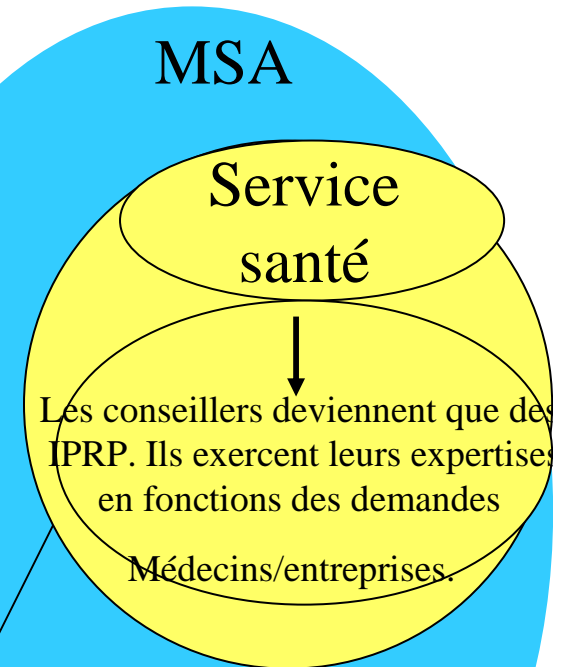 MSA
Service
santé
Les conseillers deviennent que des
IPRP. Ils exercent leurs expertises
en fonctions des demandes
Médecins/entreprises.